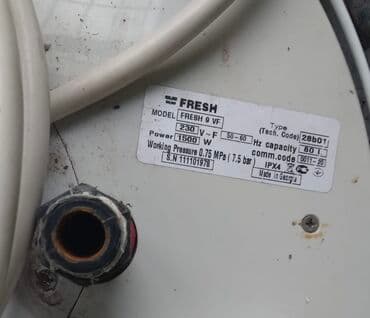 FRESH
MODEL FRESH 9 VF Type (Tech. Code) 28b01
230 V-F 50-60 Hz capacity 80 l
Power 1500 W comm.code
Working Pressure 0.75 MPa / 7.5 bar IPX4
S.N 111101978 Made in Georgia